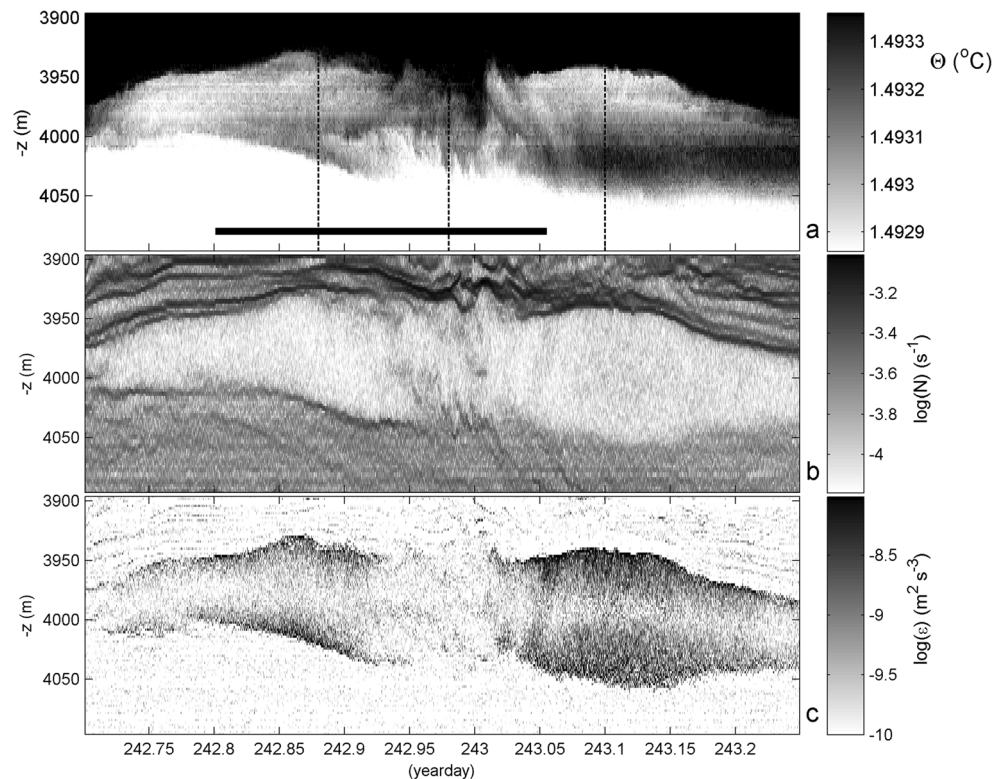 3900
3950
4000
4050
-z (m)
a
1.4933
1.4932
1.4931
1.493
1.4929
Θ (°C)
3900
3950
4000
4050
-z (m)
b
-3.2
-3.4
-3.6
-3.8
-4
log(N) (s⁻¹)
3900
3950
4000
4050
-z (m)
c
-8.5
-9
-9.5
-10
log(ε) (m² s⁻³)
242.75 242.8 242.85 242.9 242.95 243 243.05 243.1 243.15 243.2
(yearday)